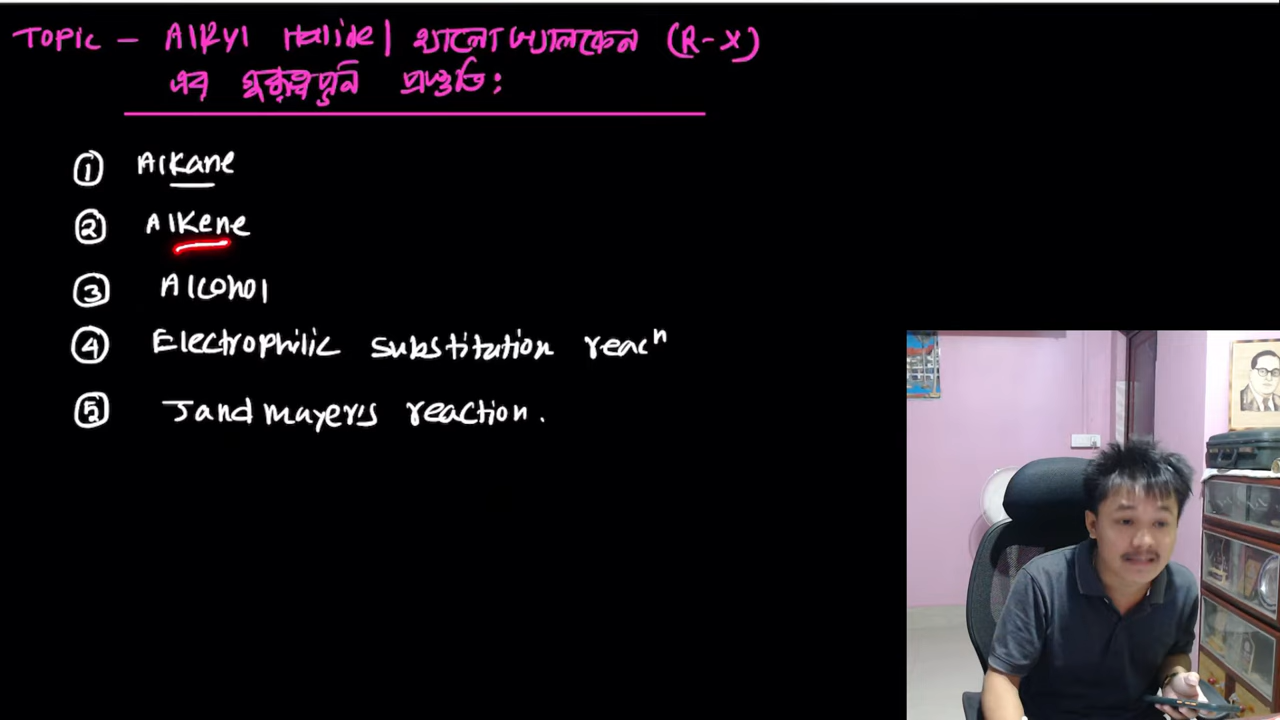 TOPIC - Alkyl Halide | হ্যালোঅ্যালকেন (R-X)
এর গুরুত্বপূর্ণ প্রস্তুতি :
① Alkane
② Alkene
③ Alcohol
④ Electrophilic substitution reacⁿ
⑤ Sandmayer's reaction.